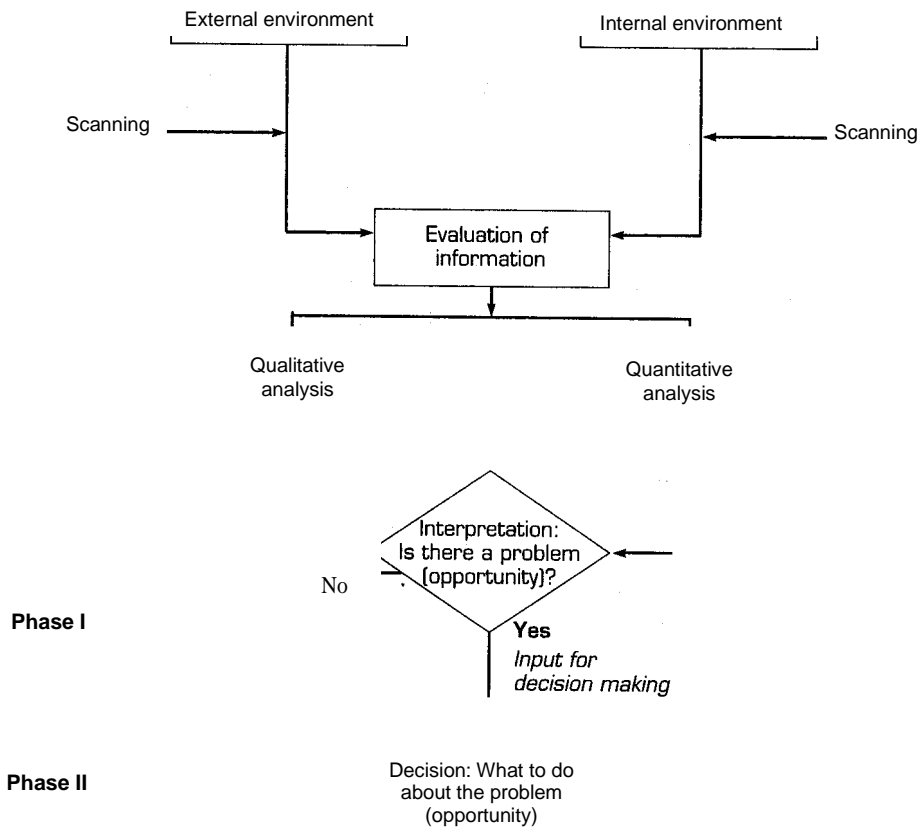 External environment
Internal environment
Scanning
Scanning
Evaluation of
information
Qualitative
analysis
Quantitative
analysis
Interpretation:
Is there a problem
(opportunity)?
No
Phase I
Yes
Input for
decision making
Phase II
Decision: What to do
about the problem
(opportunity)